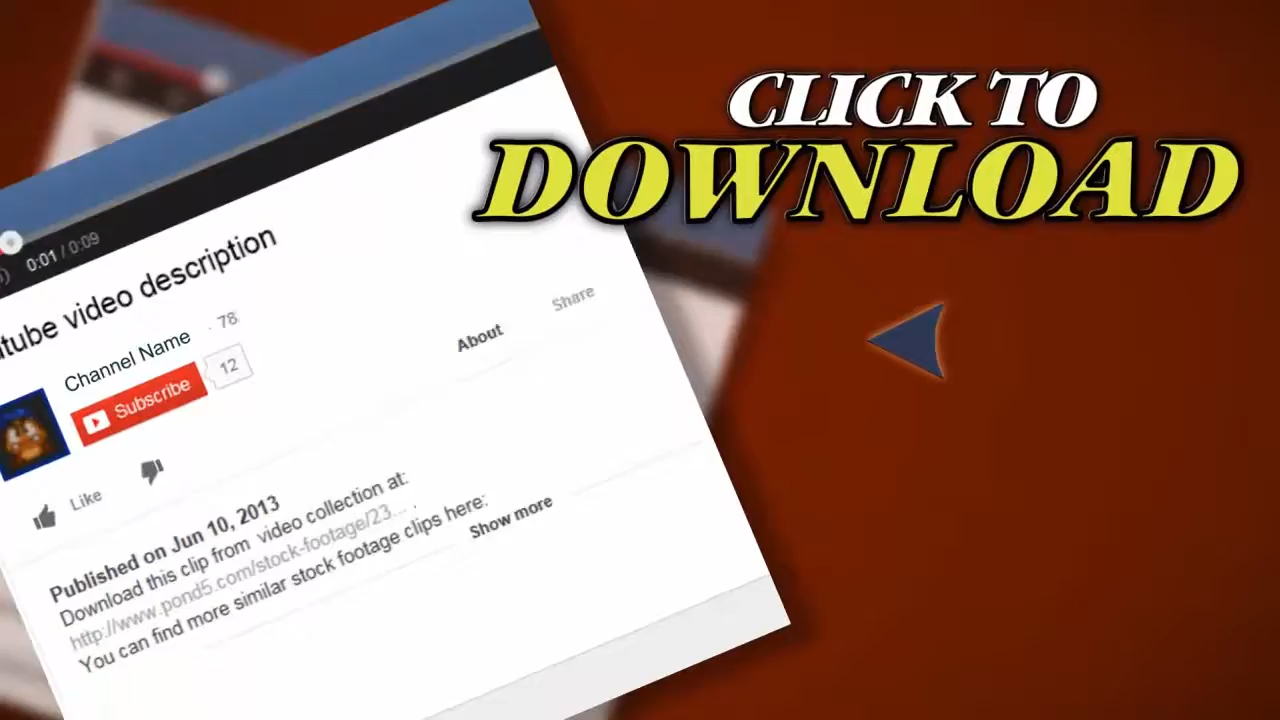 CLICK TO
DOWNLOAD
0:01 / 0:09
tube video description
Channel Name
· 78
Subscribe
12
About
Share
Like
Published on Jun 10, 2013
Download this clip from video collection at:
http://www.pond5.com/stock-footage/23... .
You can find more similar stock footage clips here:
Show more